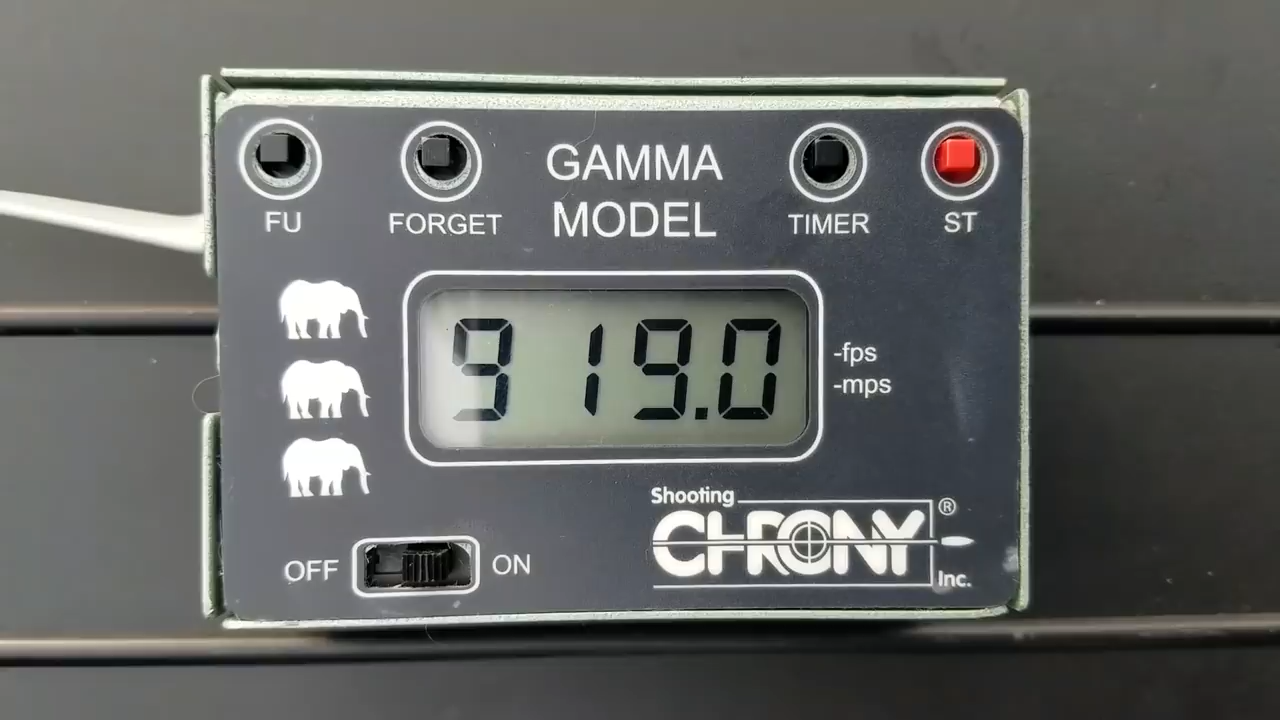 GAMMA
MODEL
FU
FORGET
TIMER
ST
919.0
-fps
-mps
Shooting
CHRONY ®
Inc.
OFF
ON